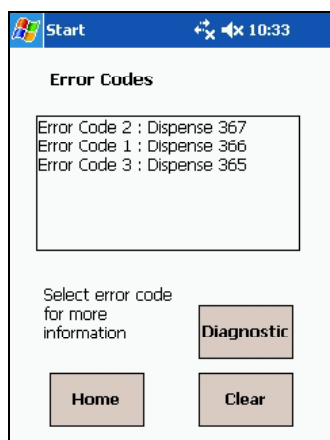 Start 10:33
Error Codes
Error Code 2 : Dispense 367
Error Code 1 : Dispense 366
Error Code 3 : Dispense 365
Select error code
for more
information
Diagnostic
Home
Clear